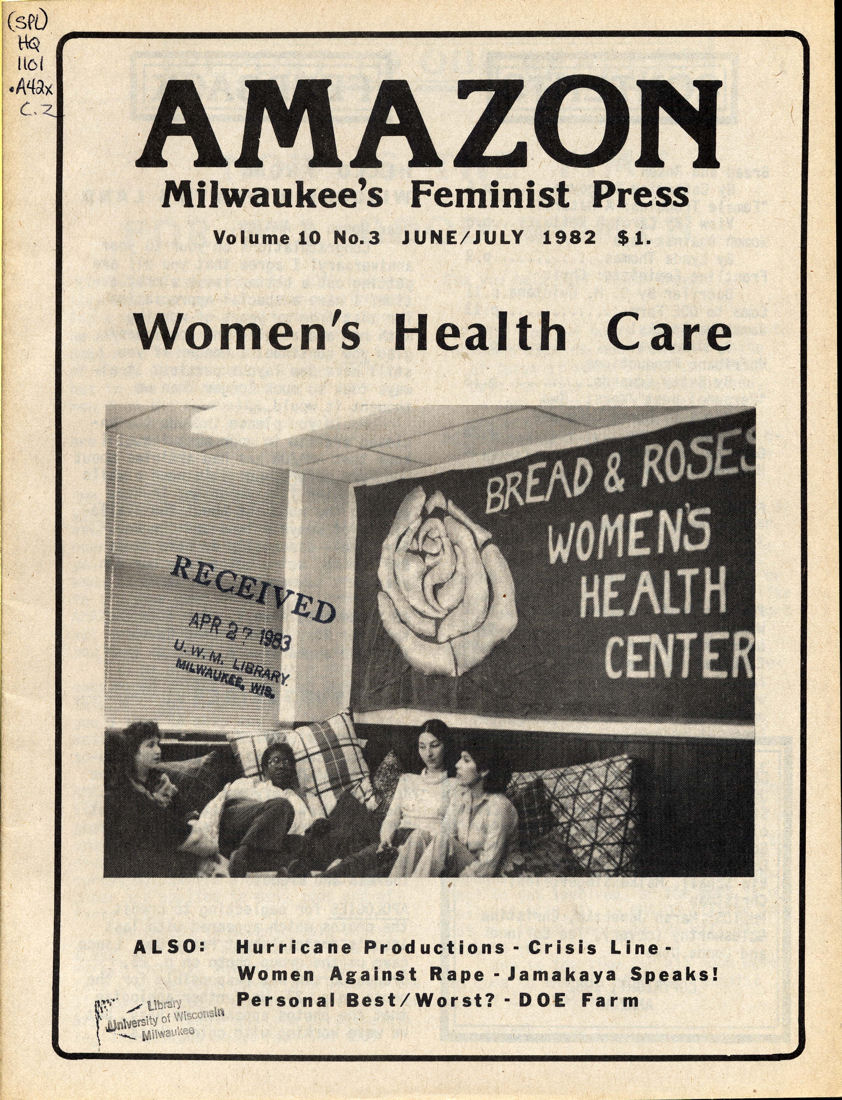 (SPL)
HQ
1101
.A42x
C.2
AMAZON
Milwaukee's Feminist Press
Volume 10 No.3 JUNE/JULY 1982 $1.
Women's Health Care
BREAD & ROSES
WOMEN'S
HEALTH
CENTER
RECEIVED
APR 27 1983
U.W.M. LIBRARY
MILWAUKEE, WIS.
ALSO: Hurricane Productions - Crisis Line -
Women Against Rape - Jamakaya Speaks!
Personal Best/Worst? - DOE Farm
Library
University of Wisconsin
Milwaukee